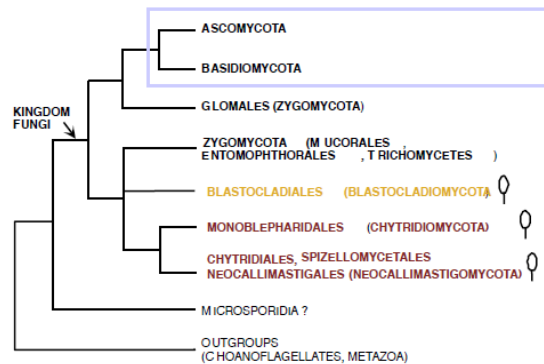 ASCOMYCOTA
BASIDIOMYCOTA
GLOMALES (ZYGOMYCOTA)
KINGDOM
FUNGI
ZYGOMYCOTA (MUCORALES ,
ENTOMOPHTHORALES , TRICHOMYCETES )
BLASTOCLADIALES (BLASTOCLADIOMYCOTA)
MONOBLEPHARIDALES (CHYTRIDIOMYCOTA)
CHYTRIDIALES, SPIZELLOMYCETALES
NEOCALLIMASTIGALES (NEOCALLIMASTIGOMYCOTA)
MICROSPORIDIA ?
OUTGROUPS
(CHOANOFLAGELLATES, METAZOA)